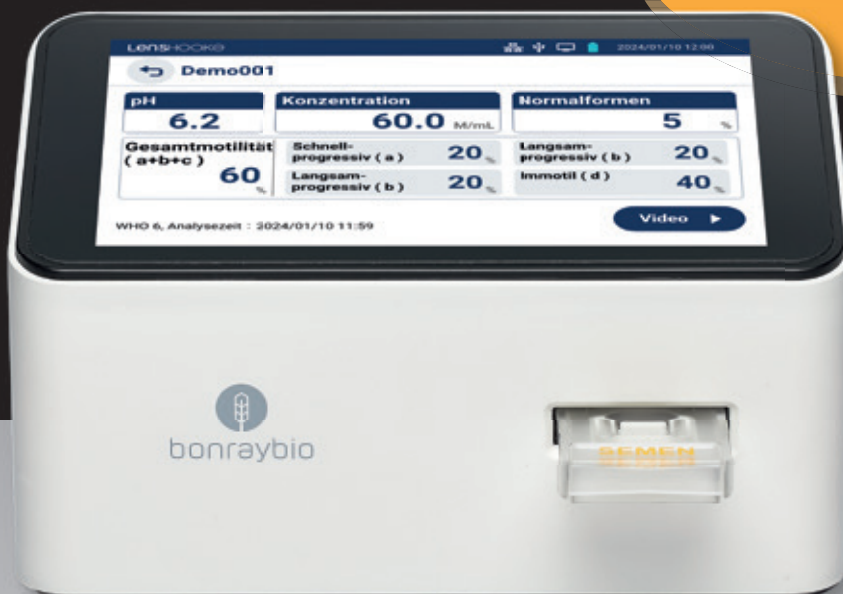 LENSHOOKE 2024/01/10 12:00
Demo001
pH Konzentration Normalformen
6.2 60.0 M/mL 5 %
Gesamtmotilität
( a+b+c )
60 %
Schnell-
progressiv ( a ) 20 %
Langsam-
progressiv ( b ) 20 %
Langsam-
progressiv ( b ) 20 %
Immotil ( d ) 40 %
WHO 6, Analysezeit : 2024/01/10 11:59
Video
bonraybio
SEMEN